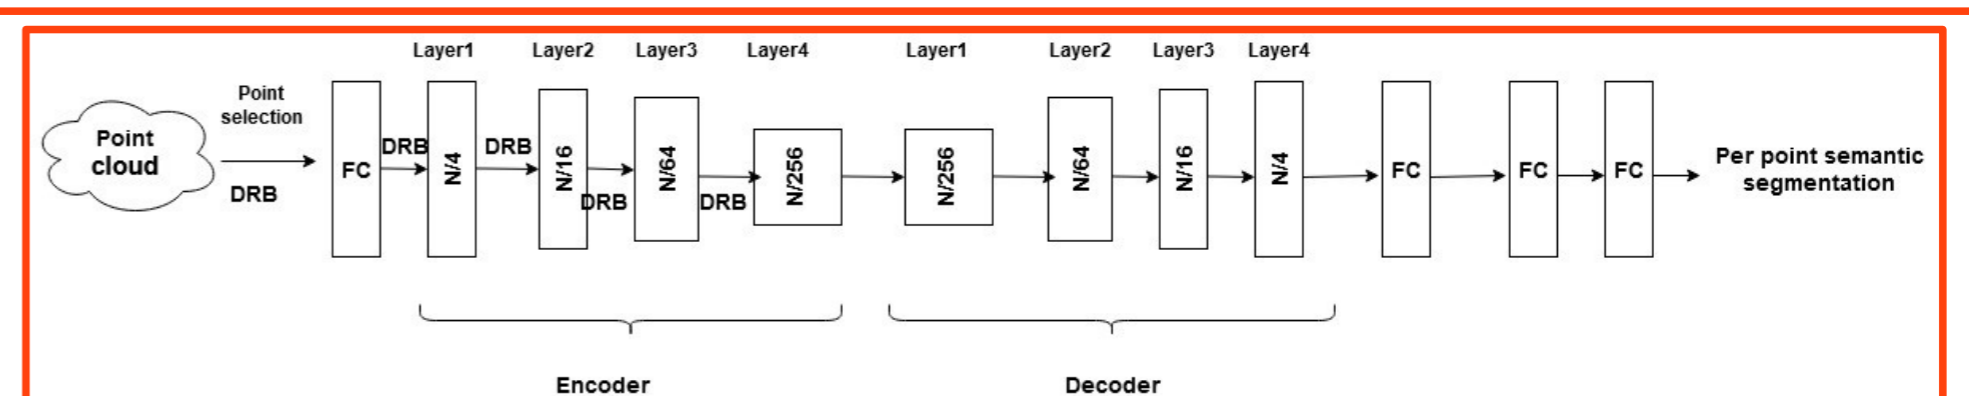 Layer1 Layer2 Layer3 Layer4 Layer1 Layer2 Layer3 Layer4
Point
selection
Point
cloud
DRB
FC
DRB
N/4
DRB
N/16
DRB
N/64
DRB
N/256
N/256
N/64
N/16
N/4
FC
FC
FC
Per point semantic
segmentation
Encoder
Decoder